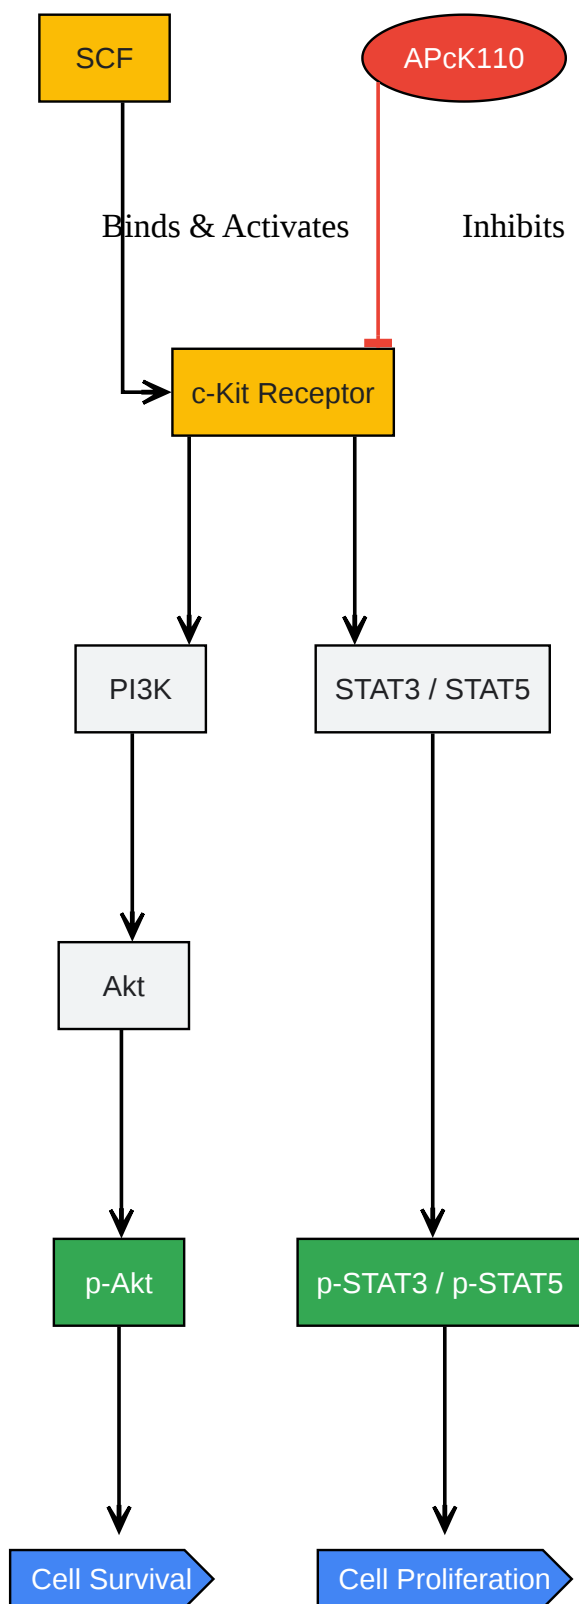 SCF
APcK110
Binds & Activates
Inhibits
c-Kit Receptor
PI3K
STAT3 / STAT5
Akt
p-Akt
p-STAT3 / p-STAT5
Cell Survival
Cell Proliferation